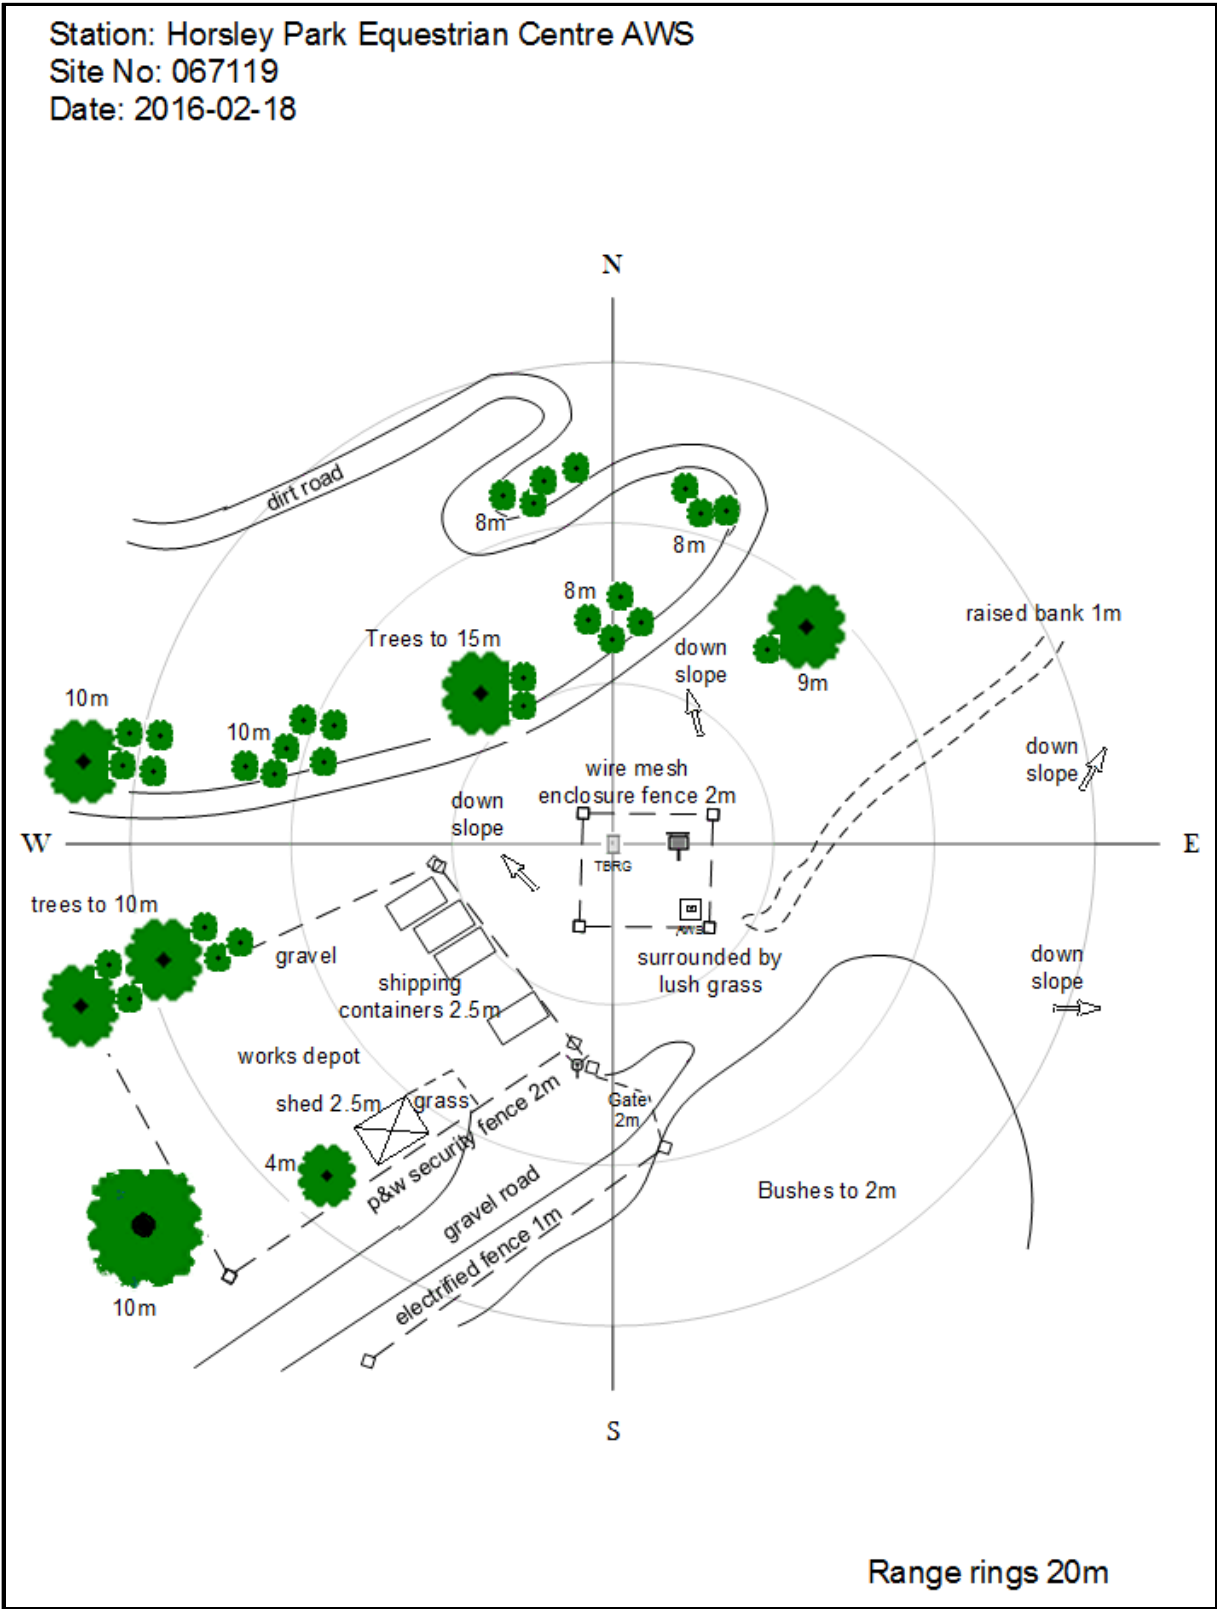 Station: Horsley Park Equestrian Centre AWS
Site No: 067119
Date: 2016-02-18
N
dirt road
8m
8m
8m
raised bank 1m
Trees to 15m
down
slope
9m
10m
10m
down
slope
wire mesh
enclosure fence 2m
down
slope
W
E
TBRG
trees to 10m
AWS
gravel
surrounded by
lush grass
down
slope
shipping
containers 2.5m
works depot
shed 2.5m
grass
Gate
2m
p&w security fence 2m
4m
gravel road
Bushes to 2m
electrified fence 1m
10m
S
Range rings 20m